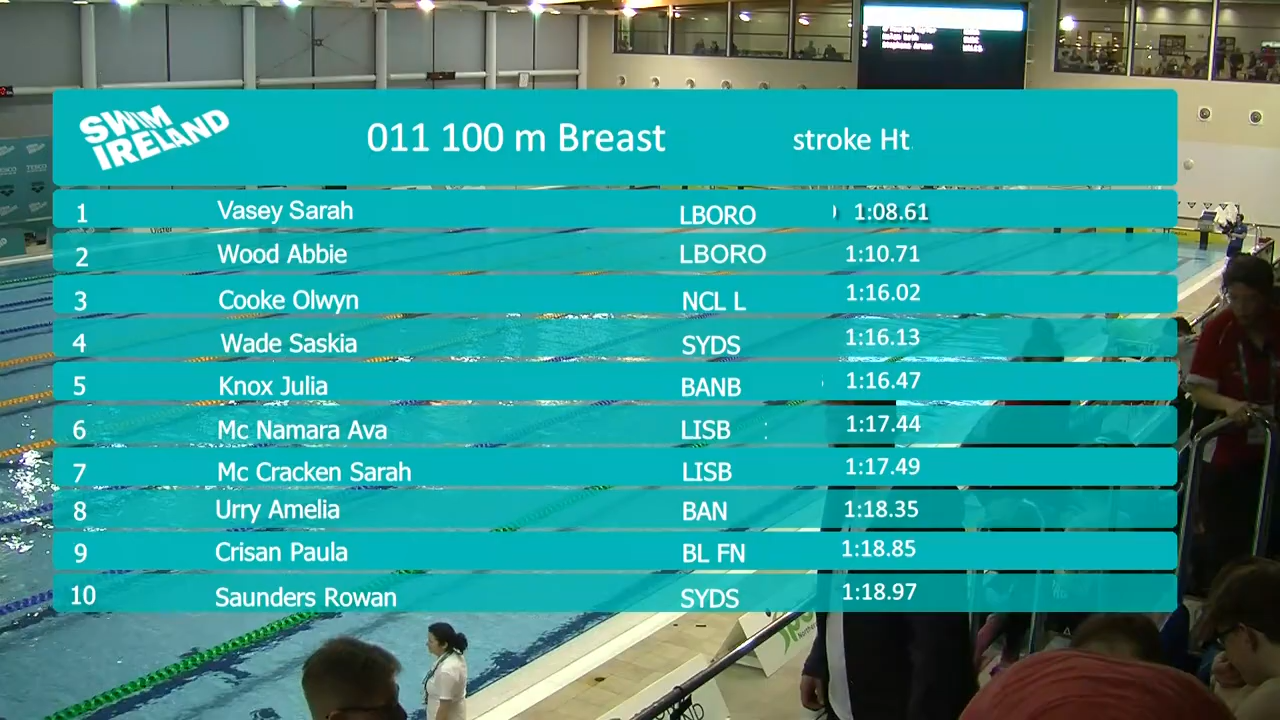 SWIM IRELAND
011 100 m Breast stroke Ht.
1 Vasey Sarah LBORO 1:08.61
2 Wood Abbie LBORO 1:10.71
3 Cooke Olwyn NCL L 1:16.02
4 Wade Saskia SYDS 1:16.13
5 Knox Julia BANB 1:16.47
6 Mc Namara Ava LISB 1:17.44
7 Mc Cracken Sarah LISB 1:17.49
8 Urry Amelia BAN 1:18.35
9 Crisan Paula BL FN 1:18.85
10 Saunders Rowan SYDS 1:18.97
TESCO